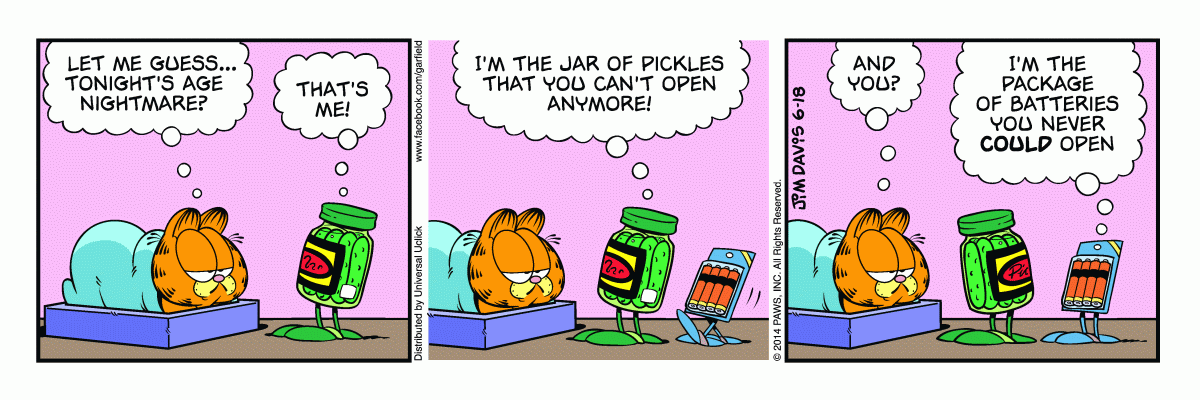 LET ME GUESS...
TONIGHT'S AGE
NIGHTMARE?
THAT'S
ME!
Distributed by Universal Uclick
www.facebook.com/garfield
I'M THE JAR OF PICKLES
THAT YOU CAN'T OPEN
ANYMORE!
© 2014 PAWS, INC. All Rights Reserved.
JIM DAVIS 6-18
AND
YOU?
I'M THE
PACKAGE
OF BATTERIES
YOU NEVER
COULD OPEN